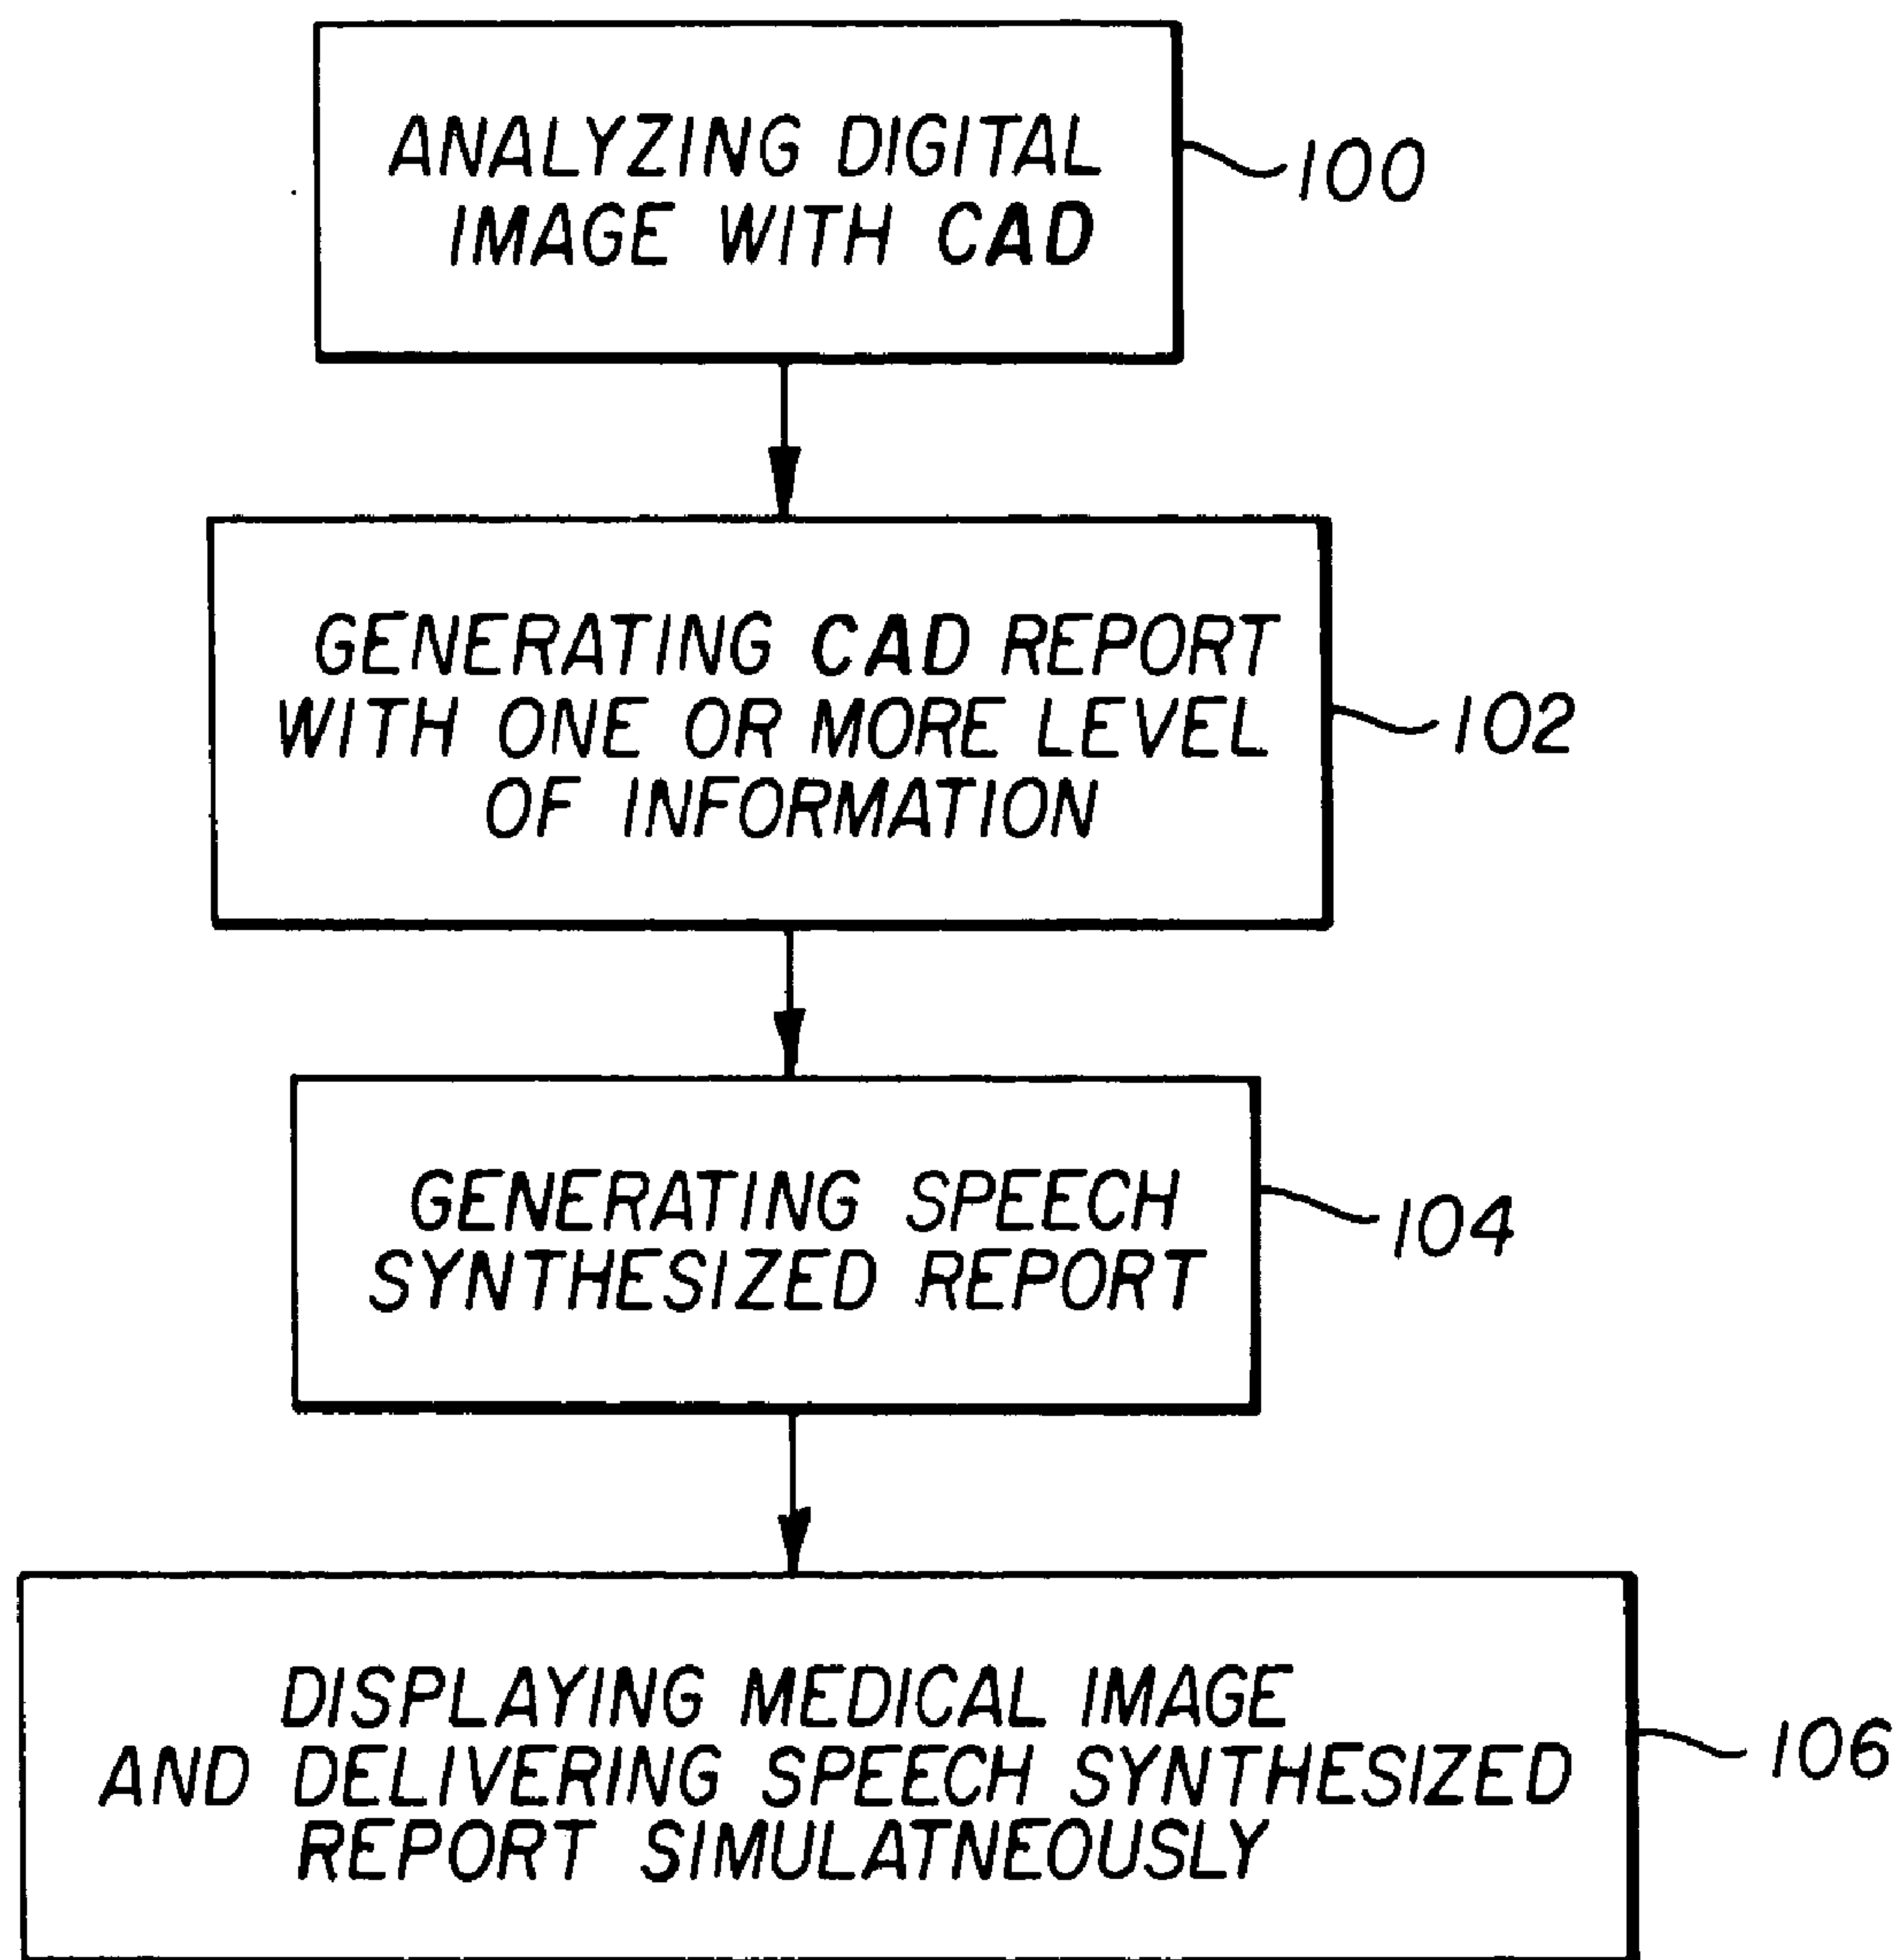 ANALYZING DIGITAL
IMAGE WITH CAD
100
GENERATING CAD REPORT
WITH ONE OR MORE LEVEL
OF INFORMATION
102
GENERATING SPEECH
SYNTHESIZED REPORT
104
DISPLAYING MEDICAL IMAGE
AND DELIVERING SPEECH SYNTHESIZED
REPORT SIMULATNEOUSLY
106